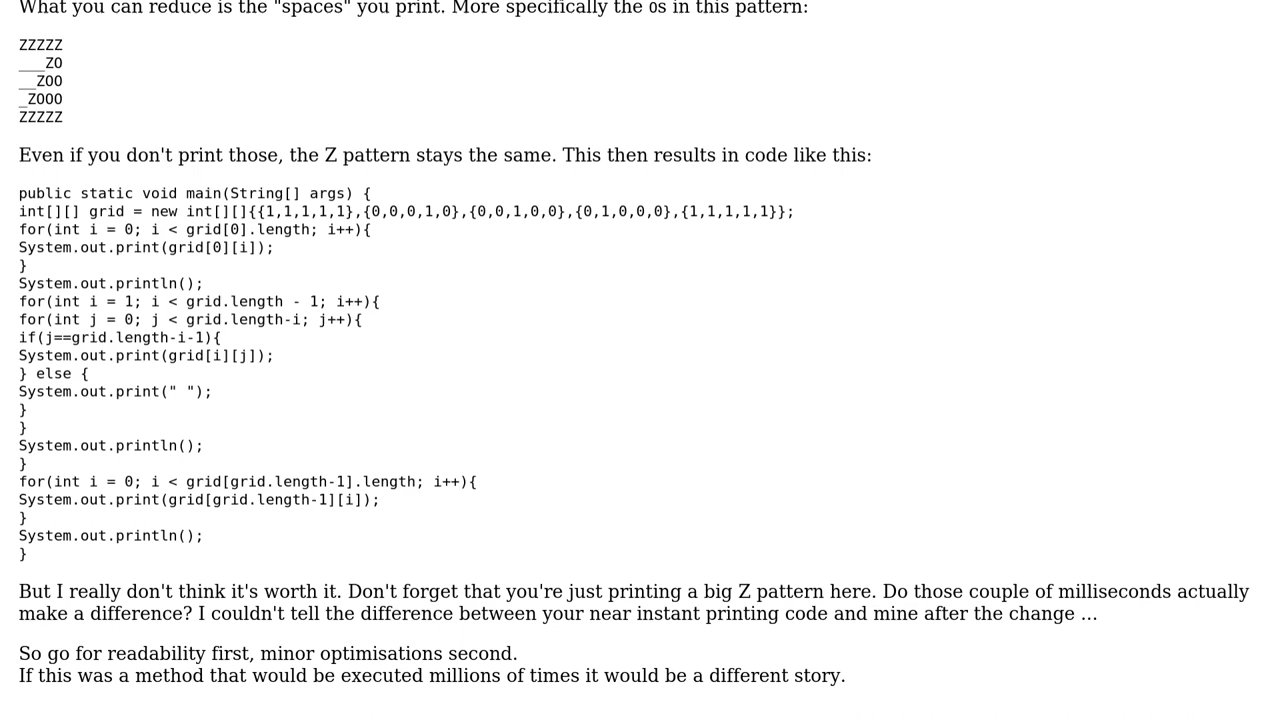 What you can reduce is the "spaces" you print. More specifically the 0s in this pattern:
ZZZZZ
___ZO
__ZOO
_ZOOO
ZZZZZ
Even if you don't print those, the Z pattern stays the same. This then results in code like this:
public static void main(String[] args) {
int[][] grid = new int[][]{{1,1,1,1,1},{0,0,0,1,0},{0,0,1,0,0},{0,1,0,0,0},{1,1,1,1,1}};
for(int i = 0; i < grid[0].length; i++){
System.out.print(grid[0][i]);
}
System.out.println();
for(int i = 1; i < grid.length - 1; i++){
for(int j = 0; j < grid.length-i; j++){
if(j==grid.length-i-1){
System.out.print(grid[i][j]);
} else {
System.out.print(" ");
}
}
System.out.println();
}
for(int i = 0; i < grid[grid.length-1].length; i++){
System.out.print(grid[grid.length-1][i]);
}
System.out.println();
}
But I really don't think it's worth it. Don't forget that you're just printing a big Z pattern here. Do those couple of milliseconds actually
make a difference? I couldn't tell the difference between your near instant printing code and mine after the change ...
So go for readability first, minor optimisations second.
If this was a method that would be executed millions of times it would be a different story.